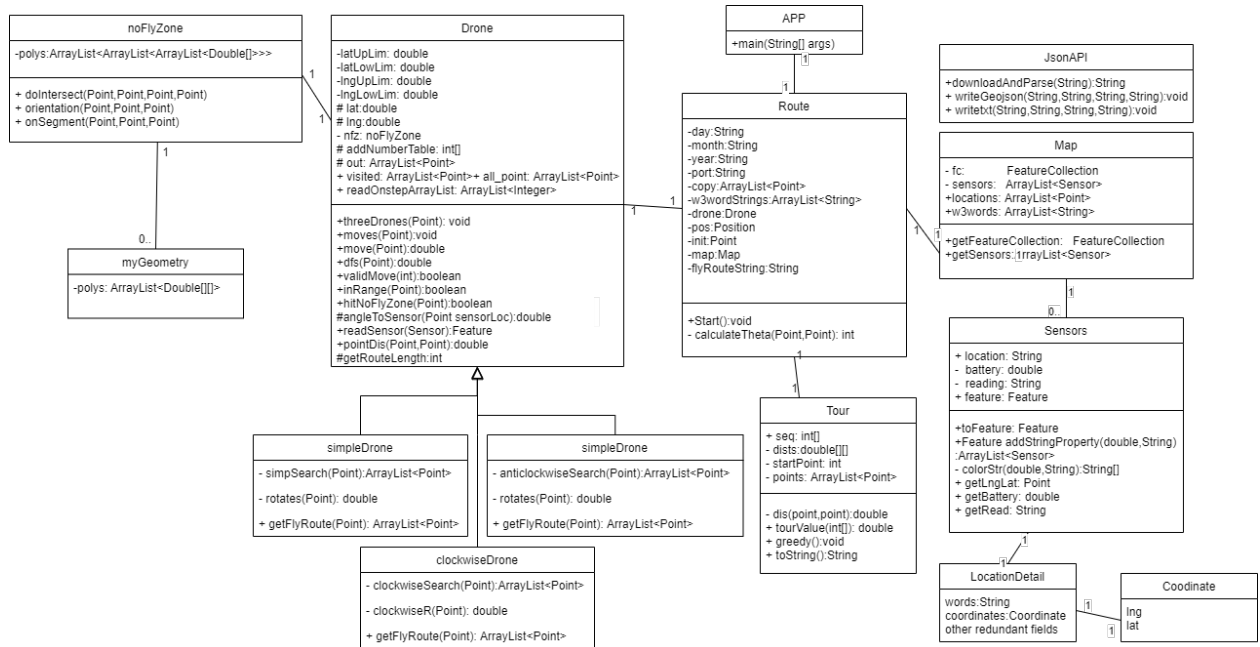 noFlyZone
-polys:ArrayList<ArrayList<ArrayList<Double[]>>>
+ doIntersect(Point,Point,Point,Point)
+ orientation(Point,Point,Point)
+ onSegment(Point,Point,Point)
1
1
1
0..
myGeometry
-polys: ArrayList<Double[][]>
Drone
-latUpLim: double
-latLowLim: double
-lngUpLim: double
-lngLowLim: double
# lat:double
# lng:double
- nfz: noFlyZone
# addNumberTable: int[]
# out: ArrayList<Point>
+ visited: ArrayList<Point>+ all_point: ArrayList<Point>
+ readOnstepArrayList: ArrayList<Integer>
+threeDrones(Point): void
+moves(Point):void
+move(Point):double
+dfs(Point): double
+validMove(int):boolean
+inRange(Point):boolean
+hitNoFlyZone(Point):boolean
#angleToSensor(Point sensorLoc):double
+readSensor(Sensor):Feature
+pointDis(Point,Point):double
#getRouteLength:int
1
1
simpleDrone
- simpSearch(Point):ArrayList<Point>
- rotates(Point): double
+ getFlyRoute(Point): ArrayList<Point>
simpleDrone
- anticlockwiseSearch(Point):ArrayList<Point>
- rotates(Point): double
+ getFlyRoute(Point): ArrayList<Point>
clockwiseDrone
- clockwiseSearch(Point):ArrayList<Point>
- clockwiseR(Point): double
+ getFlyRoute(Point): ArrayList<Point>
APP
+main(String[] args)
1
1
Route
-day:String
-month:String
-year:String
-port:String
-copy:ArrayList<Point>
-w3wordStrings:ArrayList<String>
-drone:Drone
-pos:Position
-init:Point
-map:Map
-flyRouteString:String
+Start():void
- calculateTheta(Point,Point): int
1
1
Tour
+ seq: int[]
- dists:double[][]
- startPoint: int
- points: ArrayList<Point>
- dis(point,point):double
+ tourValue(int[]): double
+ greedy():void
+ toString():String
JsonAPI
+downloadAndParse(String):String
+ writeGeojson(String,String,String,String):void
+ writetxt(String,String,String,String):void
1
1
Map
- fc: FeatureCollection
- sensors: ArrayList<Sensor>
+locations: ArrayList<Point>
+w3words: ArrayList<String>
+getFeatureCollection: FeatureCollection
+getSensors: rrayList<Sensor>
1
1
0..
Sensors
+ location: String
- battery: double
- reading: String
+ feature: Feature
+toFeature: Feature
+Feature addStringProperty(double,String)
:ArrayList<Sensor>
- colorStr(double,String):String[]
+ getLngLat: Point
+ getBattery: double
+ getRead: String
1
1
LocationDetail
words:String
coordinates:Coordinate
other redundant fields
1
1
Coodinate
lng
lat